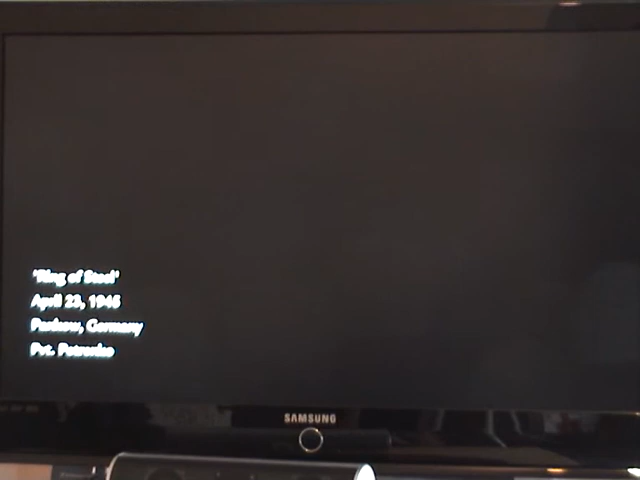 'Ring of Steel'
April 23, 1945
Pankow, Germany
Pvt. Petrenko
SAMSUNG